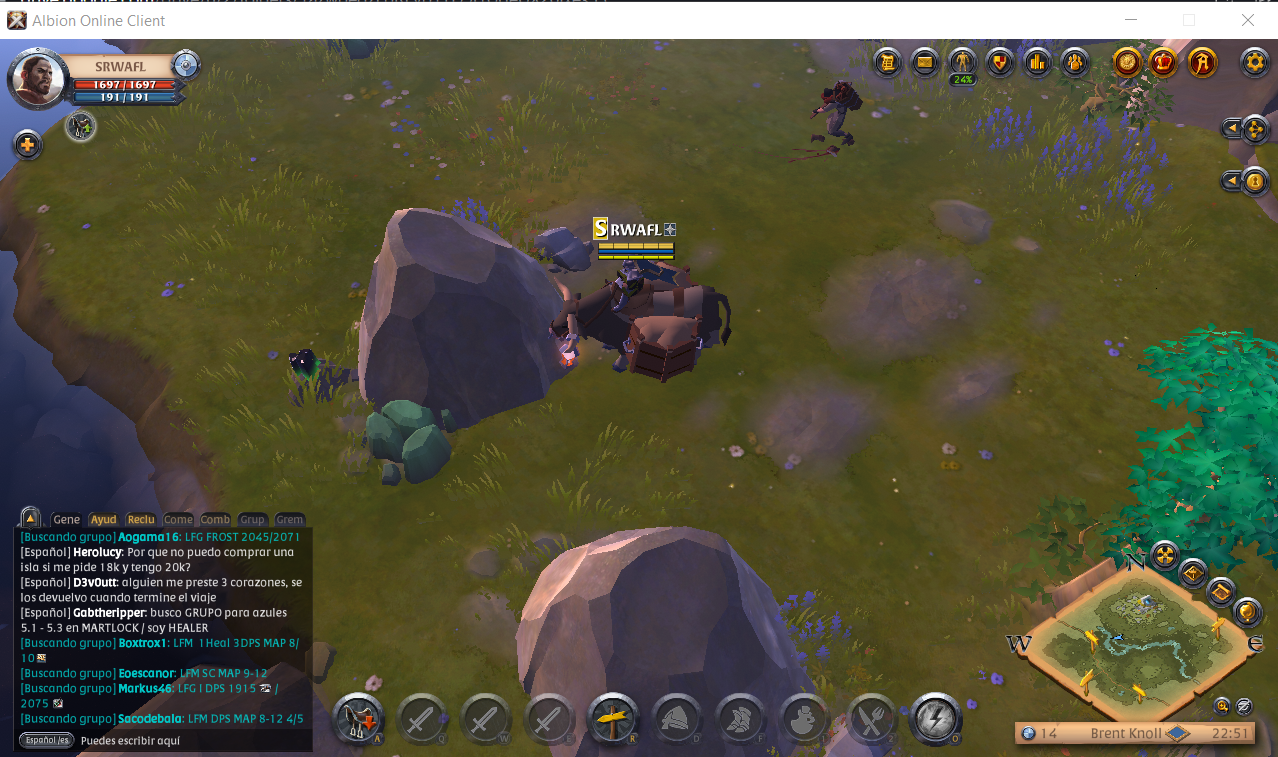 Albion Online Client
SRWAFL
1697 / 1697
191 / 191
24%
SRWAFL
Gene Ayud Reclu Come Comb Grup Grem
[Buscando grupo] Aogama16: LFG FROST 2045/2071
[Español] Herolucy: Por que no puedo comprar una
isla si me pide 18k y tengo 20k?
[Español] D3v0utt: alguien me preste 3 corazones, se
los devuelvo cuando termine el viaje
[Español] Gabtheripper: busco GRUPO para azules
5.1 - 5.3 en MARTLOCK / soy HEALER
[Buscando grupo] Boxtrox1: LFM 1Heal 3DPS MAP 8/
10
[Buscando grupo] Eoescanor: LFM SC MAP 9-12
[Buscando grupo] Markus46: LFG I DPS 1915 /
2075
[Buscando grupo] Sacodebala: LFM DPS MAP 8-12 4/5
Español /es Puedes escribir aquí
A Q W E R D F 2 O
N
W E
14 Brent Knoll 22:51